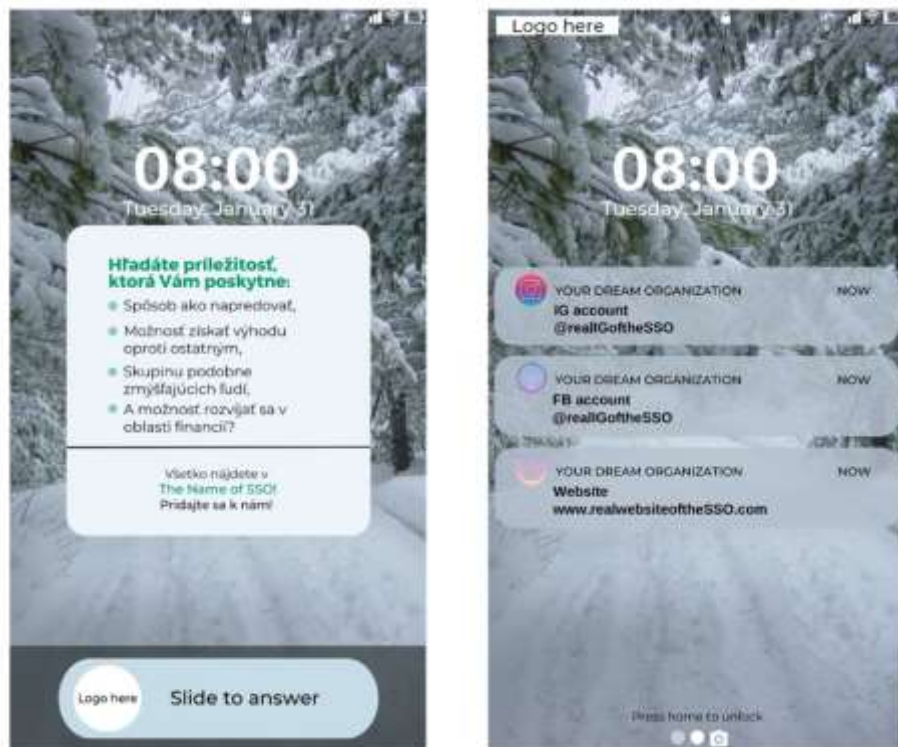 08:00
Tuesday, January 31
Hľadáte príležitosť,
ktorá Vám poskytne:
Spôsob ako napredovať,
Možnosť získať výhodu
oproti ostatným,
Skupinu podobne
zmýšľajúcich ľudí,
A možnosť rozvíjať sa v
oblasti financií?
Všetko nájdete v
The Name of SSO!
Pridajte sa k nám!
Logo here
Slide to answer
Logo here
08:00
Tuesday, January 31
YOUR DREAM ORGANIZATION NOW
IG account
@realIGoftheSSO
YOUR DREAM ORGANIZATION NOW
FB account
@realIGoftheSSO
YOUR DREAM ORGANIZATION NOW
Website
www.realwebsiteoftheSSO.com
Press home to unlock